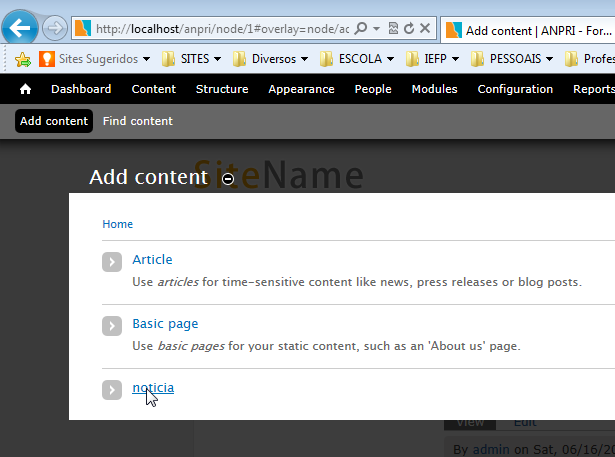 http://localhost/anpri/node/1#overlay=node/ac
Add content | ANPRI - For...
Sites Sugeridos SITES Diversos ESCOLA IEFP PESSOAIS Profes
Dashboard Content Structure Appearance People Modules Configuration Reports
Add content Find content
SiteName
Add content
Home
Article
Use articles for time-sensitive content like news, press releases or blog posts.
Basic page
Use basic pages for your static content, such as an 'About us' page.
noticia
View Edit
By admin on Sat, 06/16/20